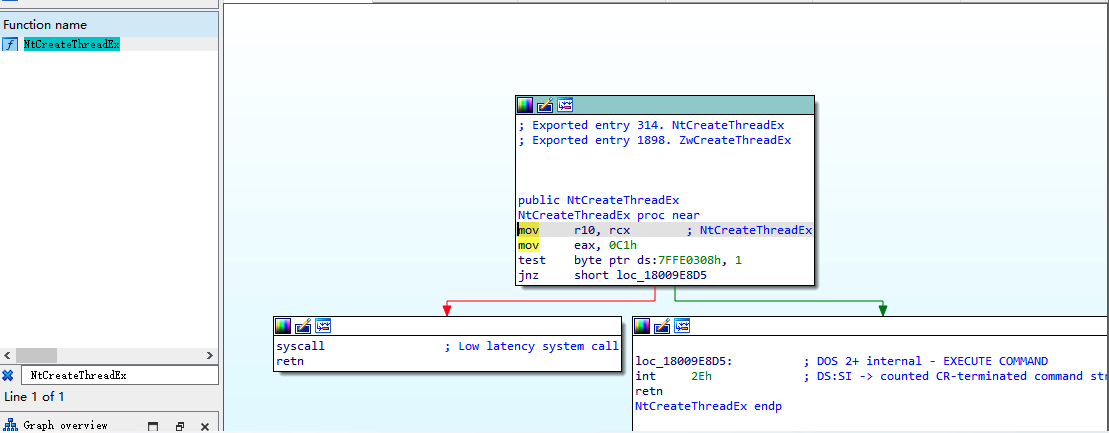 Function name
f NtCreateThreadEx
NtCreateThreadEx
Line 1 of 1
Graph overview
; Exported entry 314. NtCreateThreadEx
; Exported entry 1898. ZwCreateThreadEx
public NtCreateThreadEx
NtCreateThreadEx proc near
mov r10, rcx ; NtCreateThreadEx
mov eax, 0C1h
test byte ptr ds:7FFE0308h, 1
jnz short loc_18009E8D5
syscall ; Low latency system call
retn
loc_18009E8D5: ; DOS 2+ internal - EXECUTE COMMAND
int 2Eh ; DS:SI -> counted CR-terminated command str
retn
NtCreateThreadEx endp